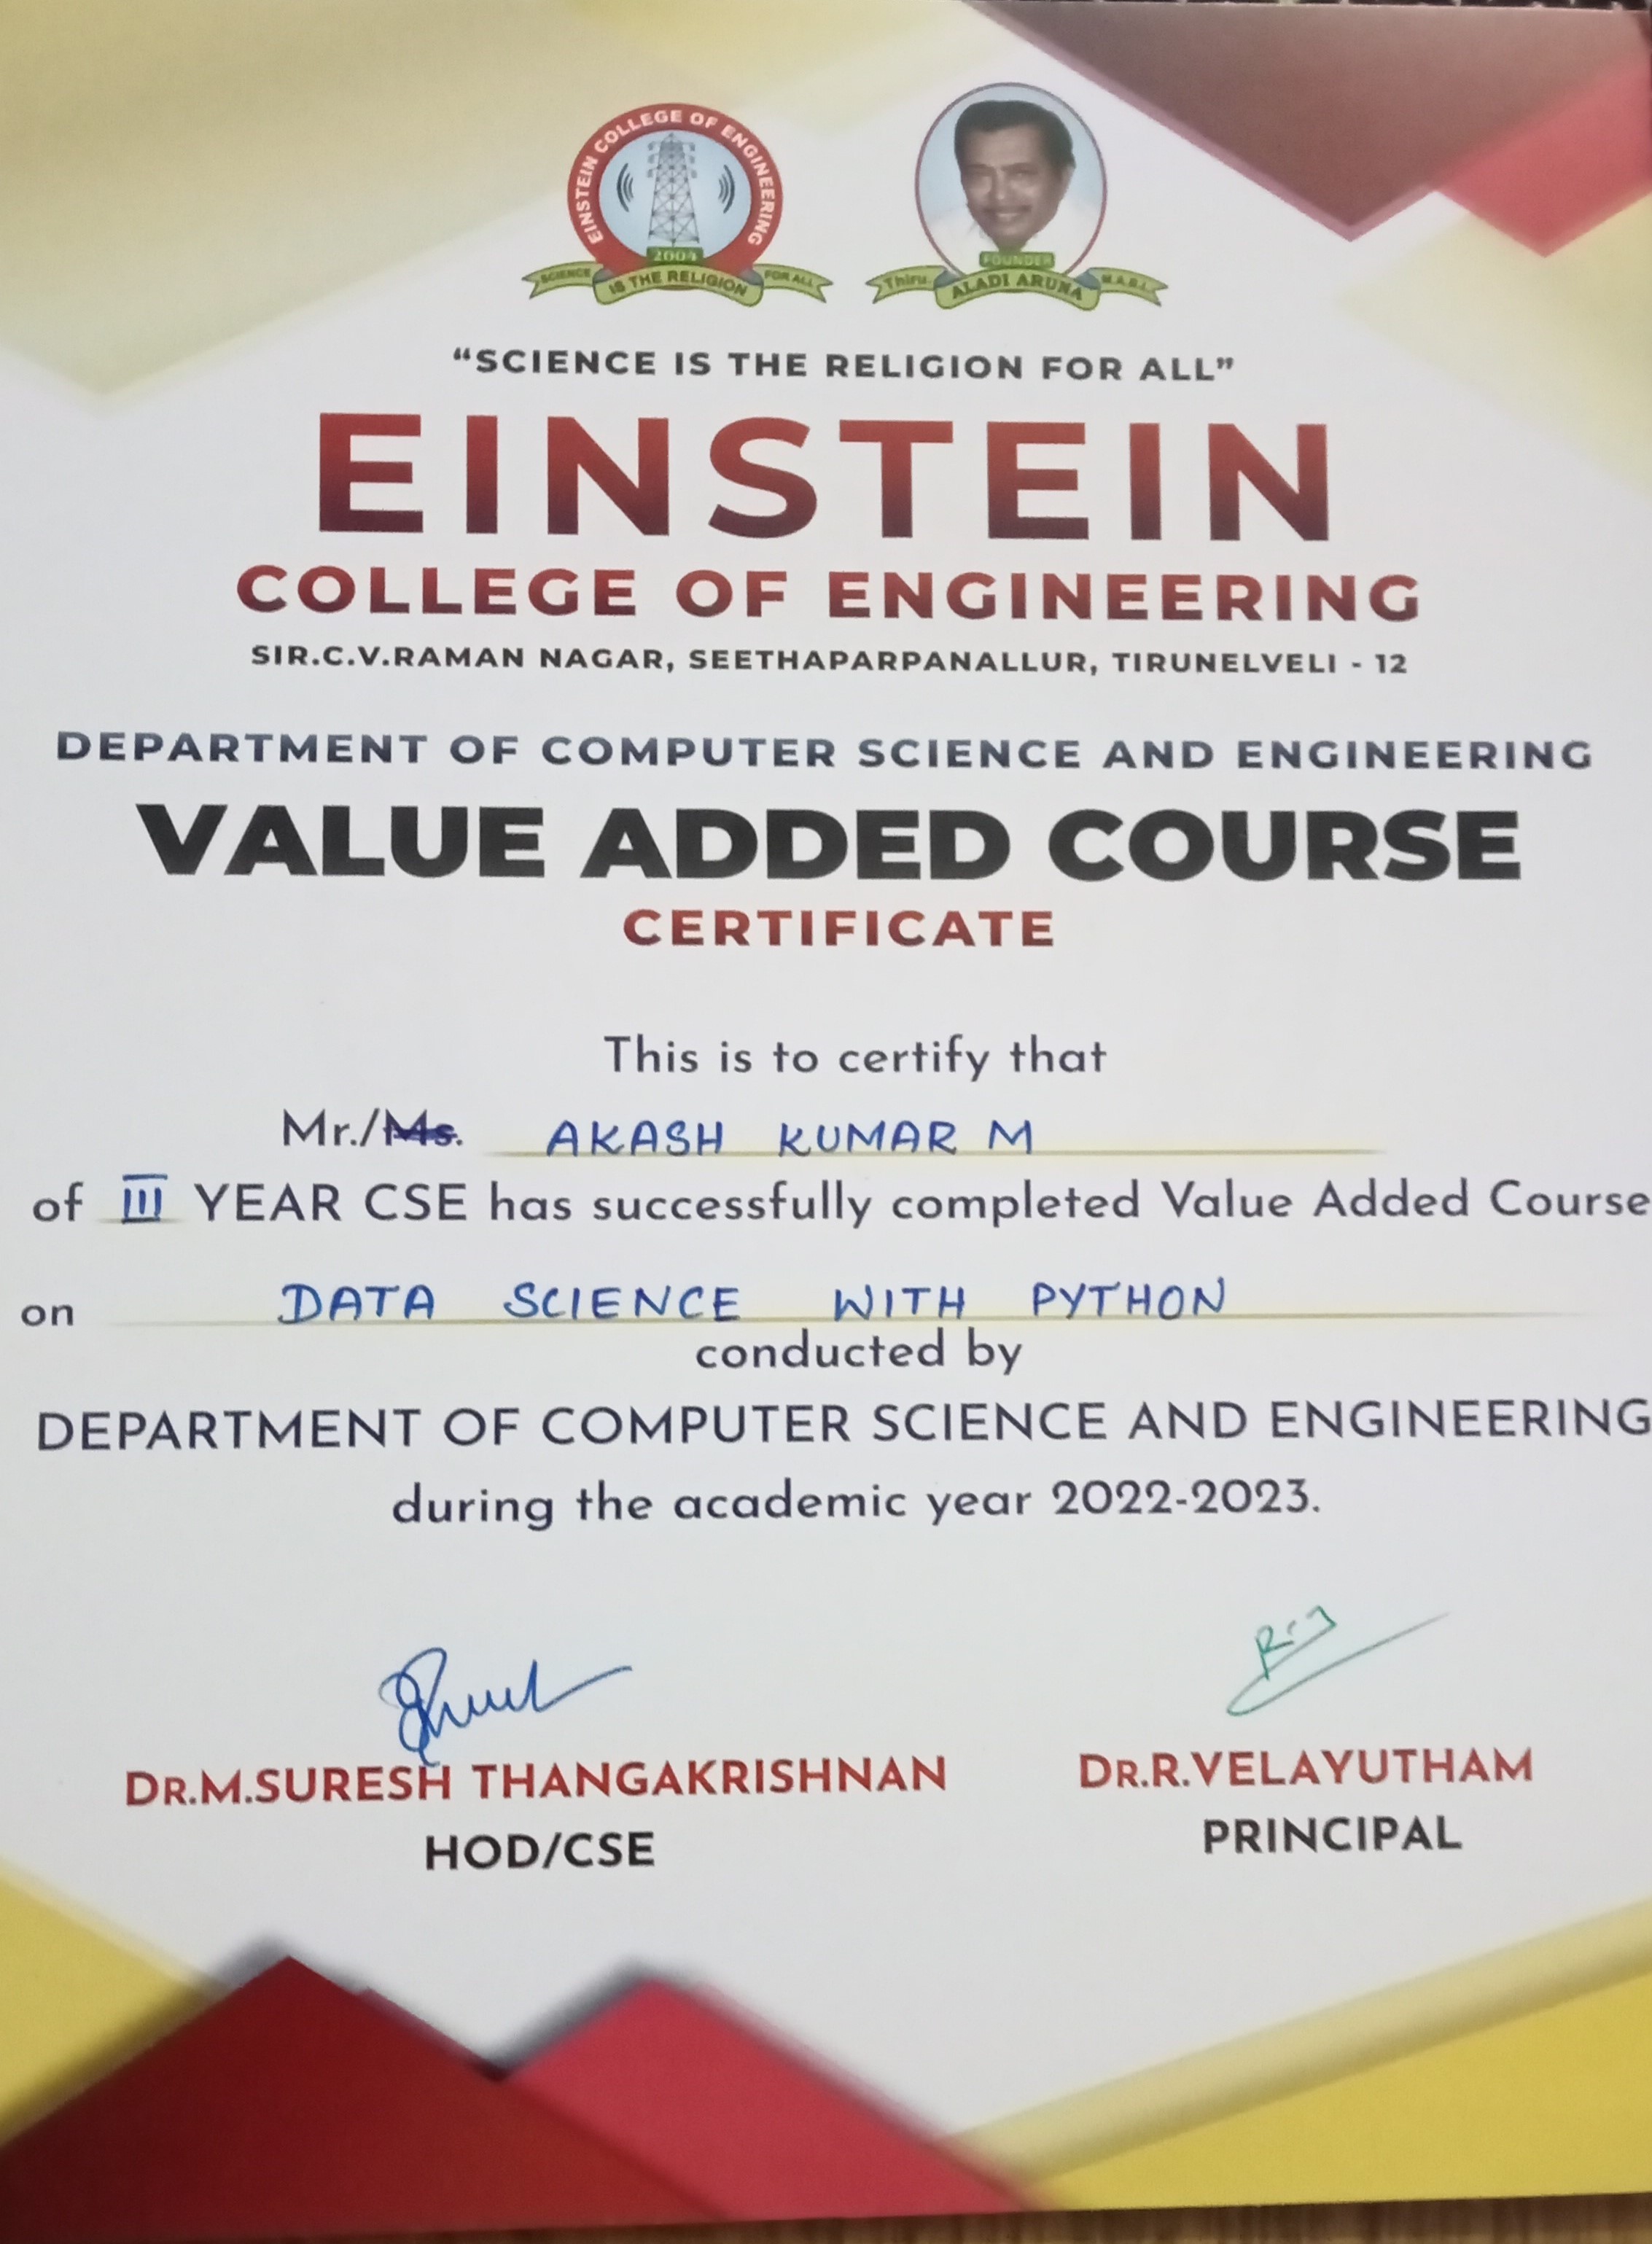 EINSTEIN COLLEGE OF ENGINEERING
2004
SCIENCE IS THE RELIGION FOR ALL
FOUNDER
Thiru ALADI ARUNA M.A.B.L.
“SCIENCE IS THE RELIGION FOR ALL”
EINSTEIN
COLLEGE OF ENGINEERING
SIR.C.V.RAMAN NAGAR, SEETHAPARPANALLUR, TIRUNELVELI - 12
DEPARTMENT OF COMPUTER SCIENCE AND ENGINEERING
VALUE ADDED COURSE
CERTIFICATE
This is to certify that
Mr./Ms. AKASH KUMAR M
of III YEAR CSE has successfully completed Value Added Course
on DATA SCIENCE WITH PYTHON
conducted by
DEPARTMENT OF COMPUTER SCIENCE AND ENGINEERING
during the academic year 2022-2023.
DR.M.SURESH THANGAKRISHNAN
HOD/CSE
DR.R.VELAYUTHAM
PRINCIPAL